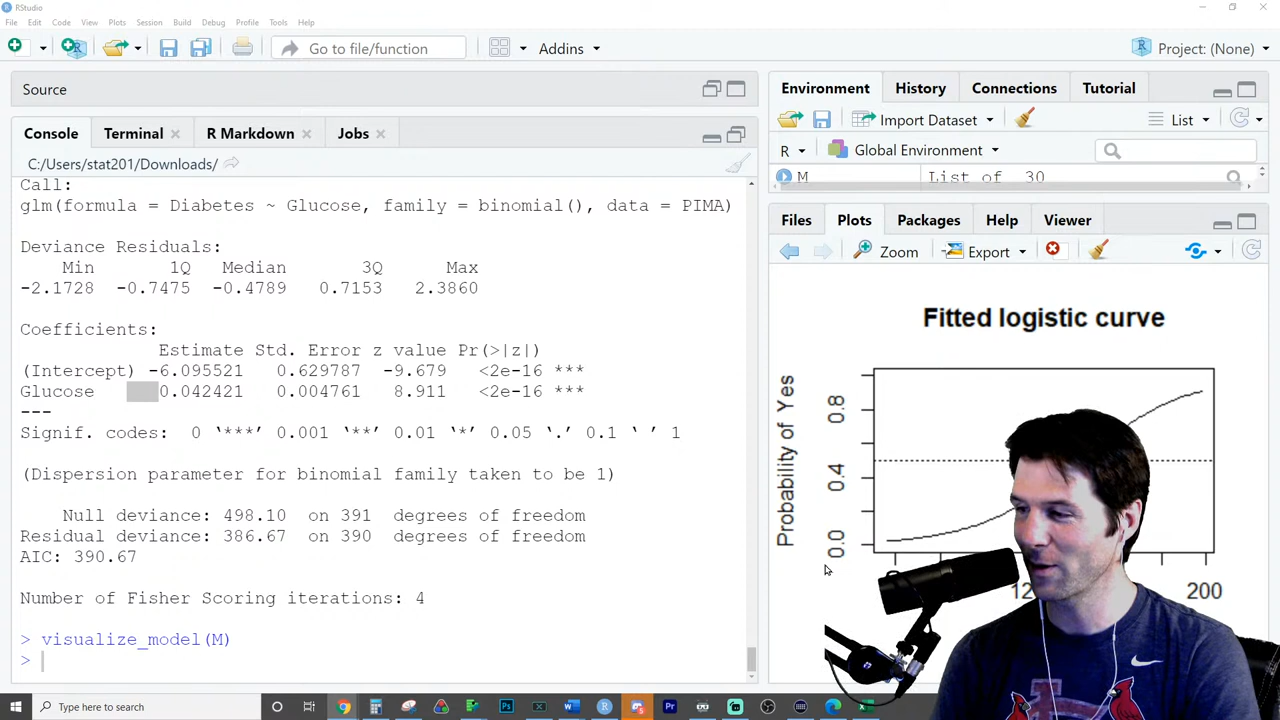 RStudio
File Edit Code View Plots Session Build Debug Profile Tools Help
Go to file/function Addins Project: (None)
Source
Console Terminal R Markdown Jobs
C:/Users/stat201/Downloads/
Call:
glm(formula = Diabetes ~ Glucose, family = binomial(), data = PIMA)
Deviance Residuals:
Min 1Q Median 3Q Max
-2.1728 -0.7475 -0.4789 0.7153 2.3860
Coefficients:
Estimate Std. Error z value Pr(>|z|)
(Intercept) -6.095521 0.629787 -9.679 <2e-16 ***
Glucose 0.042421 0.004761 8.911 <2e-16 ***
---
Signif. codes: 0 ‘***’ 0.001 ‘**’ 0.01 ‘*’ 0.05 ‘.’ 0.1 ‘ ’ 1
(Dispersion parameter for binomial family taken to be 1)
Null deviance: 498.10 on 391 degrees of freedom
Residual deviance: 386.67 on 390 degrees of freedom
AIC: 390.67
Number of Fisher Scoring iterations: 4
> visualize_model(M)
>
Environment History Connections Tutorial
Import Dataset List
R Global Environment
M List of 30
Files Plots Packages Help Viewer
Zoom Export
Fitted logistic curve
Probability of Yes
0.8
0.4
0.0
200
Type here to search